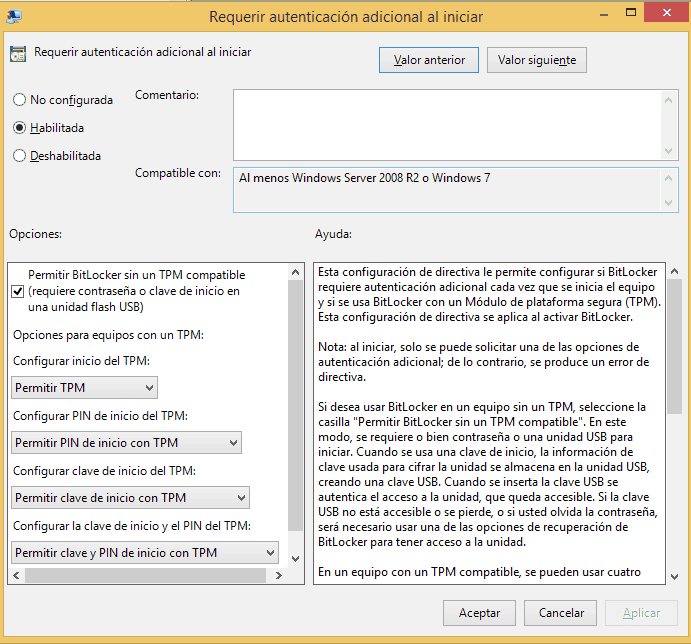 Requerir autenticación adicional al iniciar
Requerir autenticación adicional al iniciar
Valor anterior
Valor siguiente
No configurada
Habilitada
Deshabilitada
Comentario:
Compatible con:
Al menos Windows Server 2008 R2 o Windows 7
Opciones:
Ayuda:
Permitir BitLocker sin un TPM compatible
(requiere contraseña o clave de inicio en
una unidad flash USB)
Opciones para equipos con un TPM:
Configurar inicio del TPM:
Permitir TPM
Configurar PIN de inicio del TPM:
Permitir PIN de inicio con TPM
Configurar clave de inicio del TPM:
Permitir clave de inicio con TPM
Configurar la clave de inicio y el PIN del TPM:
Permitir clave y PIN de inicio con TPM
Esta configuración de directiva le permite configurar si BitLocker
requiere autenticación adicional cada vez que se inicia el equipo
y si se usa BitLocker con un Módulo de plataforma segura (TPM).
Esta configuración de directiva se aplica al activar BitLocker.
Nota: al iniciar, solo se puede solicitar una de las opciones de
autenticación adicional; de lo contrario, se produce un error de
directiva.
Si desea usar BitLocker en un equipo sin un TPM, seleccione la
casilla "Permitir BitLocker sin un TPM compatible". En este
modo, se requiere o bien contraseña o una unidad USB para
iniciar. Cuando se usa una clave de inicio, la información de
clave usada para cifrar la unidad se almacena en la unidad USB,
creando una clave USB. Cuando se inserta la clave USB se
autentica el acceso a la unidad, que queda accesible. Si la clave
USB no está accesible o se pierde, o si usted olvida la contraseña,
será necesario usar una de las opciones de recuperación de
BitLocker para tener acceso a la unidad.
En un equipo con un TPM compatible, se pueden usar cuatro
Aceptar
Cancelar
Aplicar